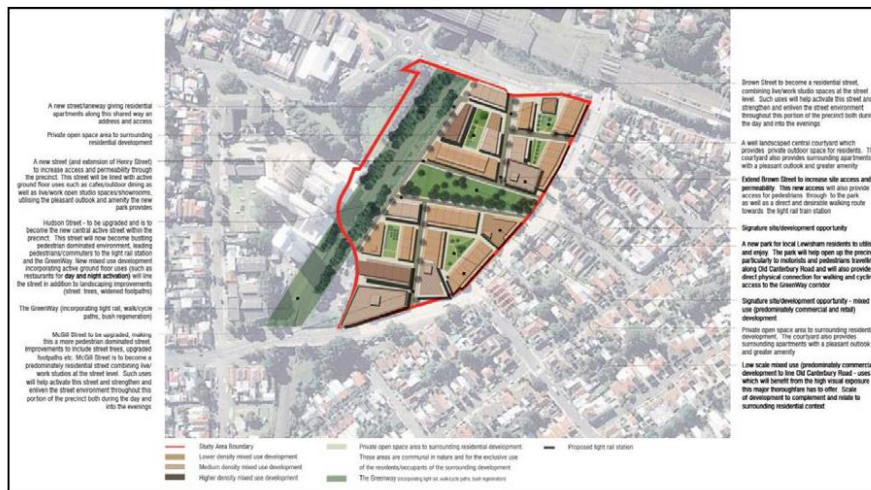 A new street/laneway giving residential
apartments along this shared way an
address and access
Private open space area to surrounding
residential development
A new street (and extension of Henry Street)
to increase access and permeability through
the precinct. This street will be lined with active
ground floor uses such as cafes/outdoor dining as
well as live/work open studio spaces/showrooms,
utilising the pleasant outlook and amenity the new
park provides
Hudson Street - to be upgraded and is to
become the new central active street within the
precinct. This street will now become bustling
pedestrian dominated environment, leading
pedestrians/commuters to the light rail station
and the GreenWay. New mixed use development
incorporating active ground floor uses (such as
restaurants for day and night activation) will line
the street in addition to landscaping improvements
(street trees, widened footpaths)
The GreenWay (incorporating light rail, walk/cycle
paths, bush regeneration)
McGill Street to be upgraded, making
this a more pedestrian dominated street.
Improvements to include street trees, upgraded
footpaths etc. McGill Street is to become a
predominately residential street combining live/
work studios at the street level. Such uses
will help activate this street and strengthen and
enliven the street environment throughout this
portion of the precinct both during the day and
into the evenings
Brown Street to become a residential street,
combining live/work studio spaces at the street
level. Such uses will help activate this street and
strengthen and enliven the street environment
throughout this portion of the precinct both durin
the day and into the evenings
A well landscaped central courtyard which
provides private outdoor space for residents. Th
courtyard also provides surrounding apartments
with a pleasant outlook and greater amenity
Extend Brown Street to increase site access and
permeability. This new access will also provide
access for pedestrians through to the park
as well as a direct and desirable walking route
towards the light rail train station
Signature site/development opportunity
A new park for local Lewisham residents to utilis
and enjoy. The park will help open up the precinc
particularly to motorists and pedestrians travellin
along Old Canterbury Road and will also provide
direct physical connection for walking and cyclin
access to the GreenWay corridor
Signature site/development opportunity - mixed
use (predominately commercial and retail)
development
Private open space area to surrounding residenti
development. The courtyard also provides
surrounding apartments with a pleasant outlook
and greater amenity
Low scale mixed use (predominately commercia
development to line Old Canterbury Road - uses
which will benefit from the high visual exposure
this major thoroughfare has to offer. Scale
of development to complement and relate to
surrounding residential context
Study Area Boundary
Lower density mixed use development
Medium density mixed use development
Higher density mixed use development
Private open space area to surrounding residential development
These areas are communal in nature and for the exclusive use
of the residents/occupants of the surrounding development
The Greenway (incorporating light rail, walk/cycle paths, bush regeneration)
Proposed light rail station